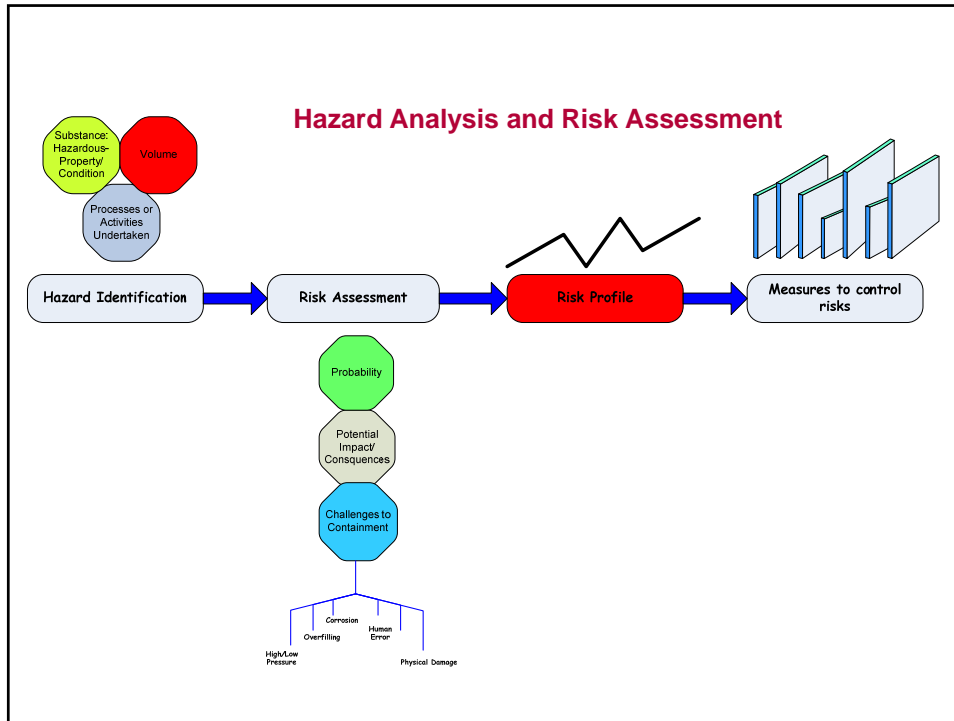 Hazard Analysis and Risk Assessment
Substance:
Hazardous-
Property/
Condition
Volume
Processes or
Activities
Undertaken
Hazard Identification
Risk Assessment
Risk Profile
Measures to control
risks
Probability
Potential
Impact/
Consquences
Challenges to
Containment
High/Low
Pressure
Overfilling
Corrosion
Human
Error
Physical Damage